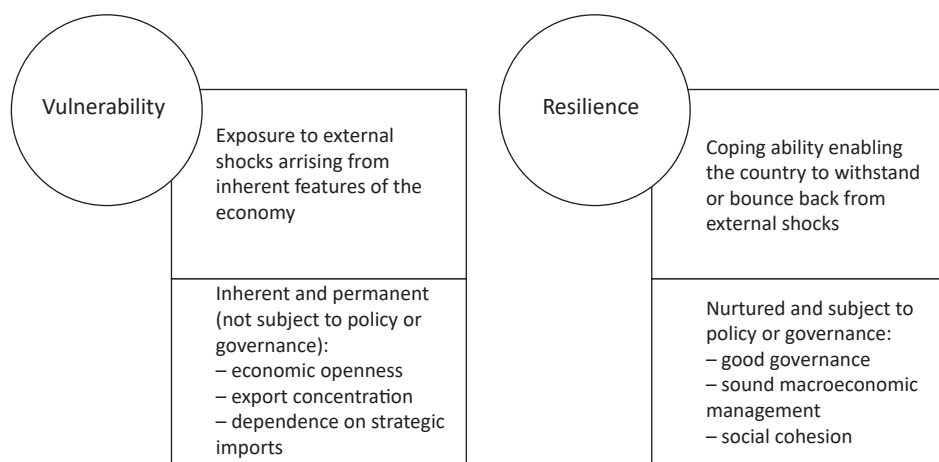 Vulnerability
Exposure to external
shocks arrising from
inherent features of the
economy
Inherent and permanent
(not subject to policy or
governance):
– economic openness
– export concentration
– dependence on strategic
imports
Resilience
Coping ability enabling
the country to withstand
or bounce back from
external shocks
Nurtured and subject to
policy or governance:
– good governance
– sound macroeconomic
management
– social cohesion